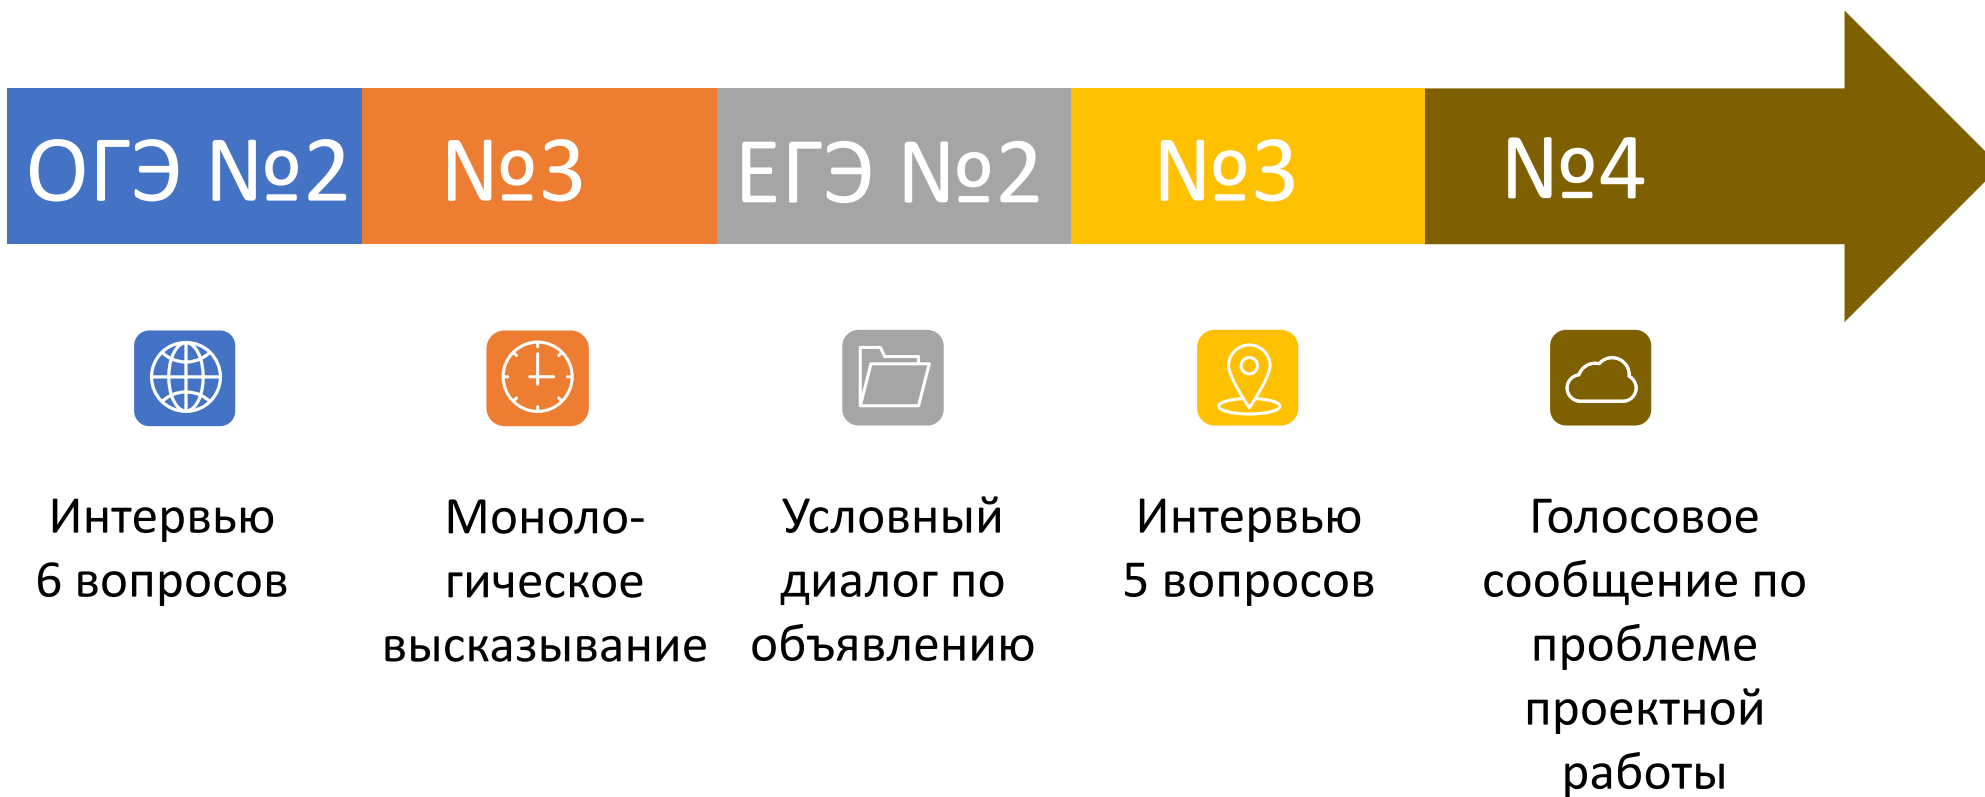 ОГЭ №2
№3
ЕГЭ №2
№3
№4
Интервью
6 вопросов
Моноло-
гическое
высказывание
Условный
диалог по
объявлению
Интервью
5 вопросов
Голосовое
сообщение по
проблеме
проектной
работы